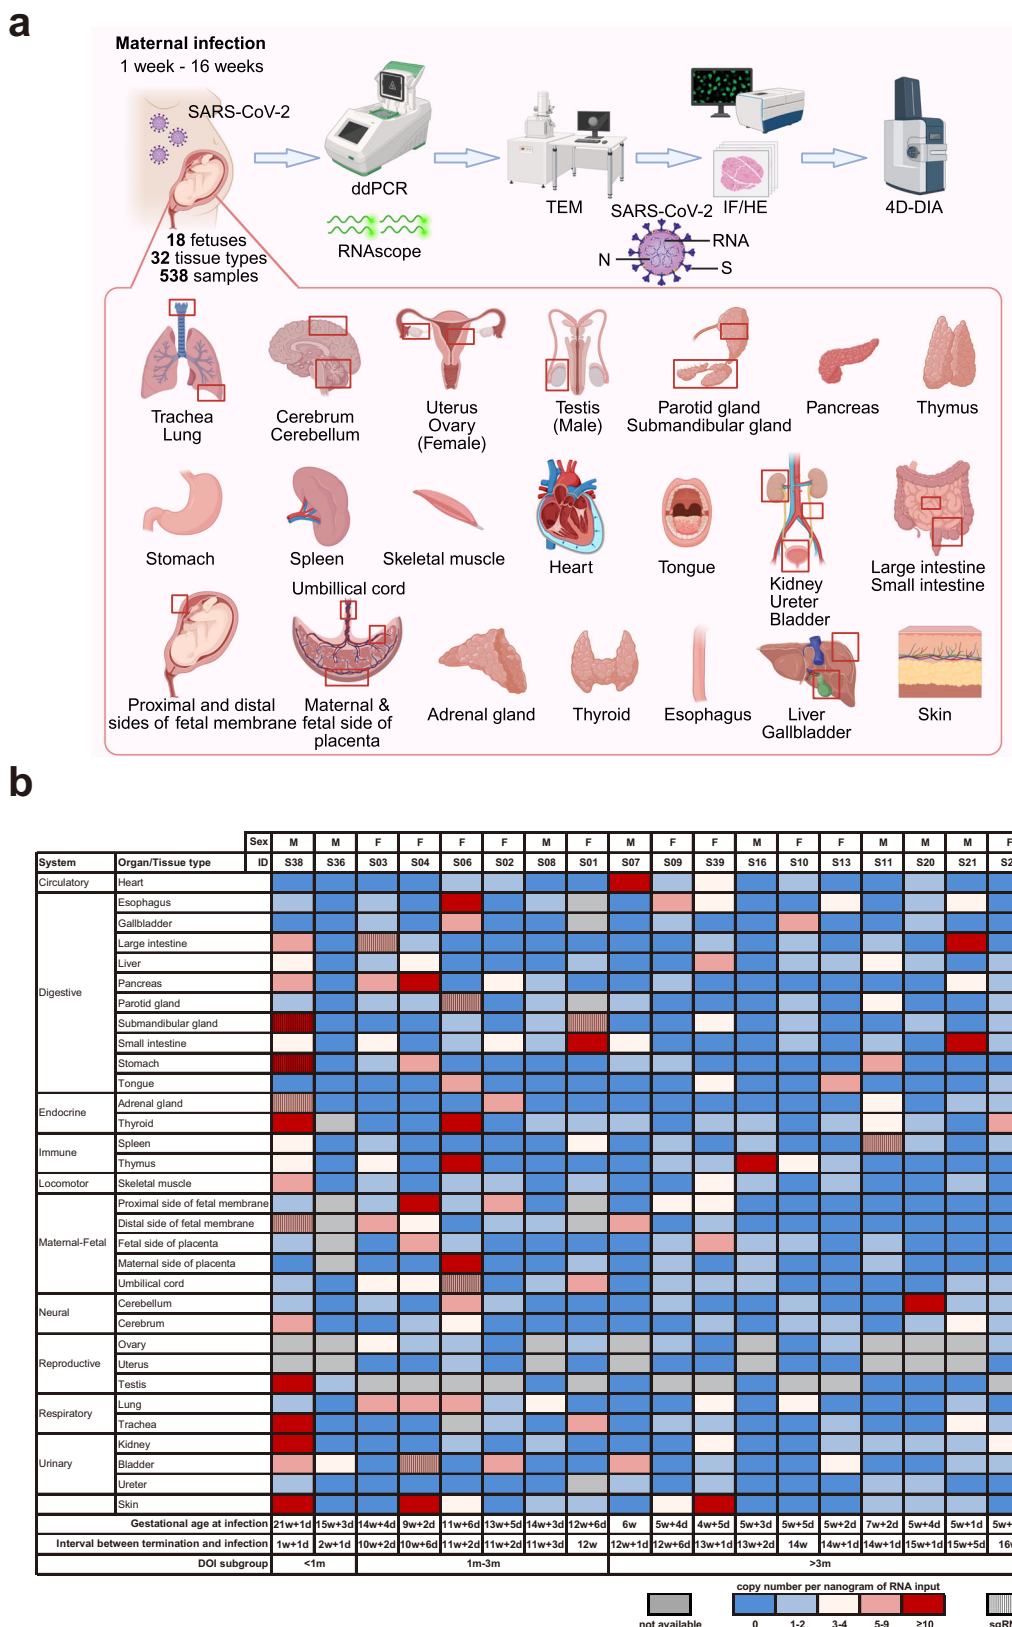 a
Maternal infection
1 week - 16 weeks
SARS-CoV-2
18 fetuses
32 tissue types
538 samples
ddPCR
RNAscope
TEM
SARS-CoV-2
IF/HE
4D-DIA
RNA
N
S
Trachea
Lung
Cerebrum
Cerebellum
Uterus
Ovary
(Female)
Testis
(Male)
Parotid gland
Submandibular gland
Pancreas
Thymus
Stomach
Spleen
Skeletal muscle
Heart
Tongue
Kidney
Ureter
Bladder
Large intestine
Small intestine
Umbillical cord
Proximal and distal
sides of fetal membrane
Maternal &
fetal side of
placenta
Adrenal gland
Thyroid
Esophagus
Liver
Gallbladder
Skin
b
Sex M M F F F F M F M F F M F F M M M F
System Organ/Tissue type ID S38 S36 S03 S04 S06 S02 S08 S01 S07 S09 S39 S16 S10 S13 S11 S20 S21
Circulatory Heart
Digestive
Esophagus
Gallbladder
Large intestine
Liver
Pancreas
Parotid gland
Submandibular gland
Small intestine
Stomach
Tongue
Endocrine
Adrenal gland
Thyroid
Immune
Spleen
Thymus
Locomotor Skeletal muscle
Maternal-Fetal
Proximal side of fetal membrane
Distal side of fetal membrane
Fetal side of placenta
Maternal side of placenta
Umbilical cord
Neural
Cerebellum
Cerebrum
Reproductive
Ovary
Uterus
Testis
Respiratory
Lung
Trachea
Urinary
Kidney
Bladder
Ureter
Skin
Gestational age at infection 21w+1d 15w+3d 14w+4d 9w+2d 11w+6d 13w+5d 14w+3d 12w+6d 6w 5w+4d 4w+5d 5w+3d 5w+5d 5w+2d 7w+2d 5w+4d 5w+1d
Interval between termination and infection 1w+1d 2w+1d 10w+2d 10w+6d 11w+2d 11w+2d 11w+3d 12w 12w+1d 12w+6d 13w+1d 13w+2d 14w 14w+1d 14w+1d 15w+1d 15w+5d
DOI subgroup <1m 1m-3m >3m
copy number per nanogram of RNA input
not available 0 1-2 3-4 5-9 ≥10